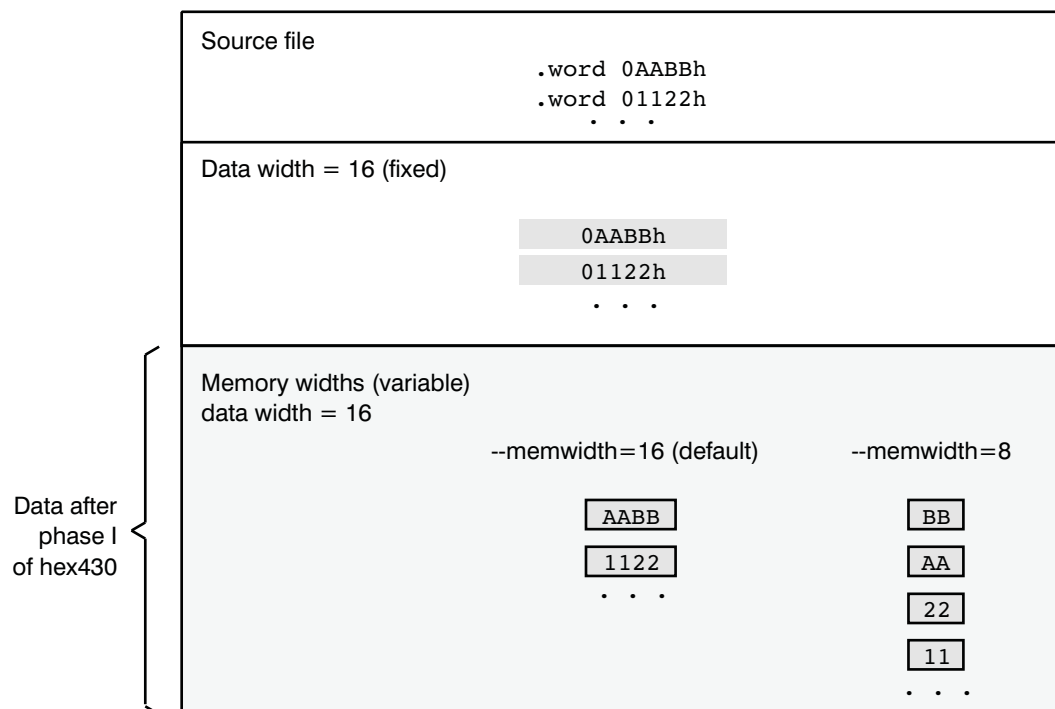 Source file
.word 0AABBh
.word 01122h
. . .
Data width = 16 (fixed)
0AABBh
01122h
. . .
Data after
phase I
of hex430
Memory widths (variable)
data width = 16
--memwidth=16 (default)
AABB
1122
. . .
--memwidth=8
BB
AA
22
11
. . .